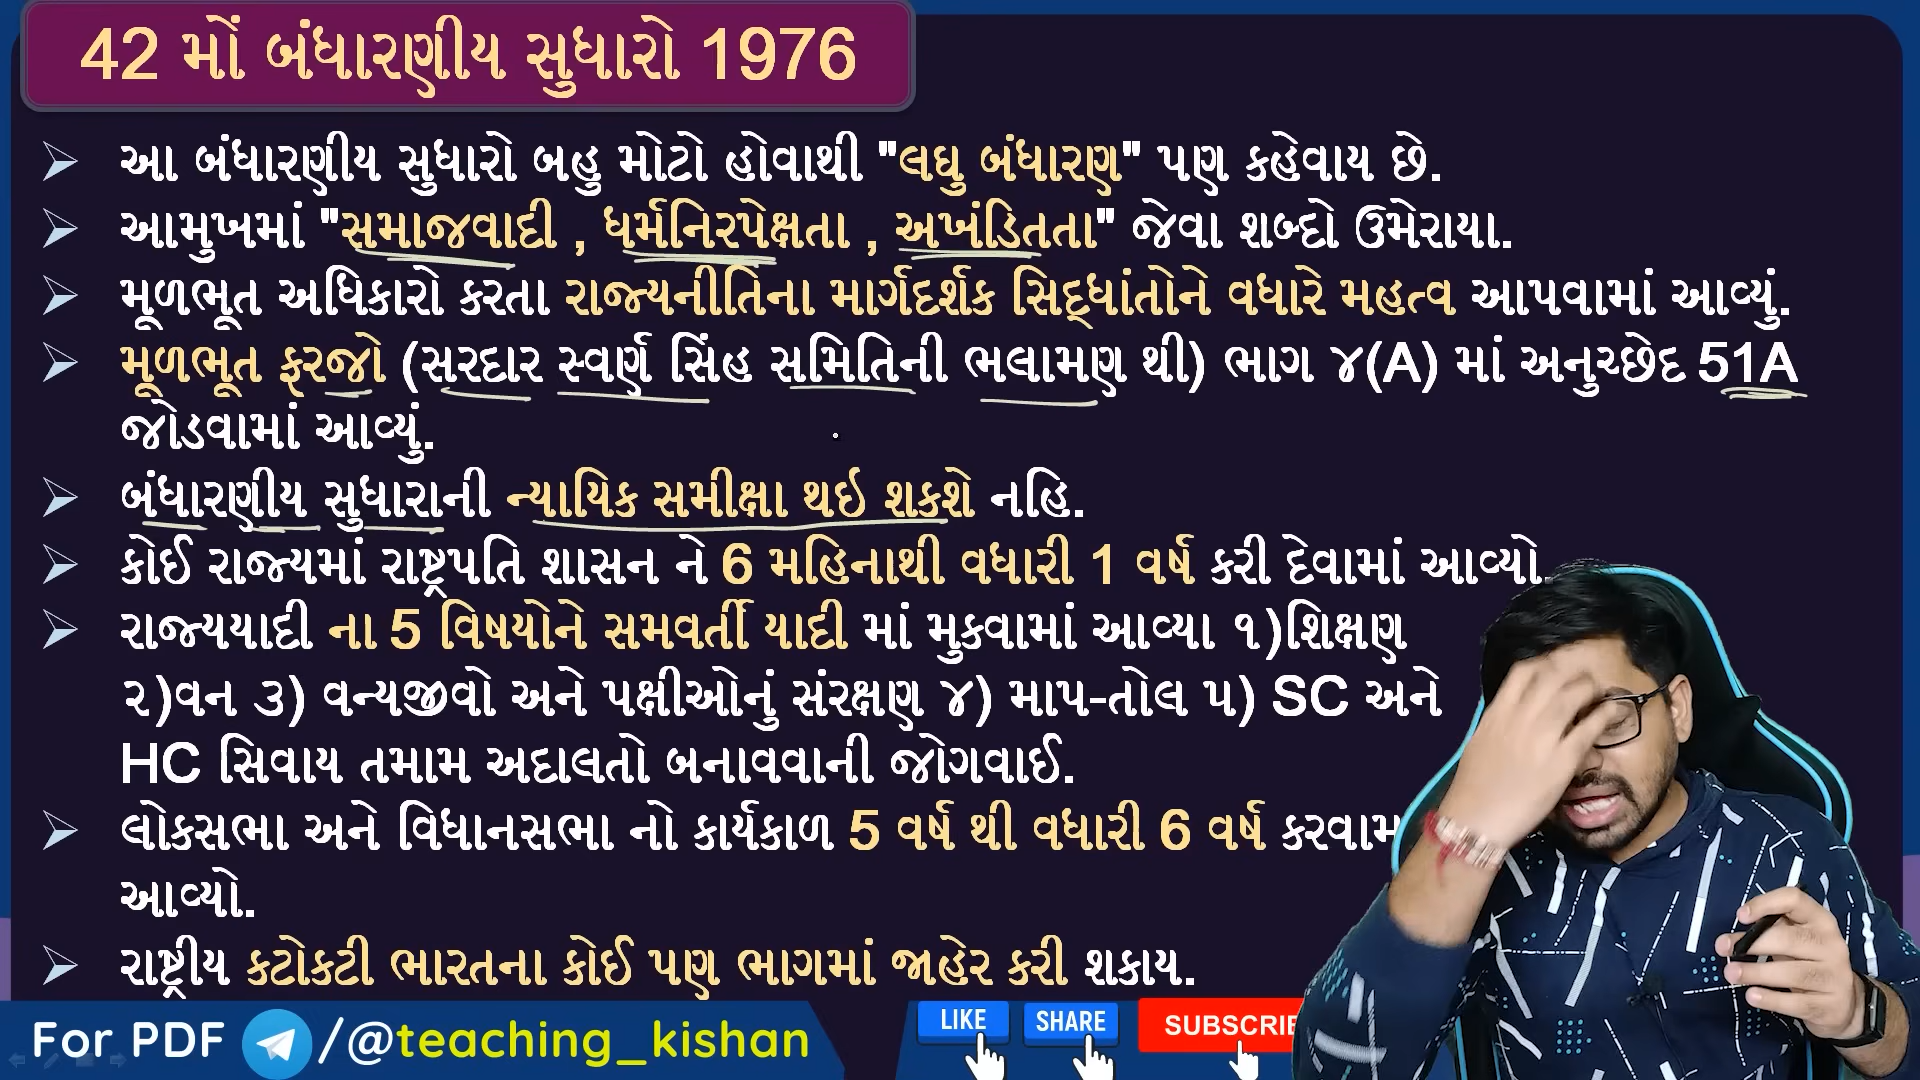 42 મોં બંધારણીય સુધારો 1976
આ બંધારણીય સુધારો બહુ મોટો હોવાથી "લઘુ બંધારણ" પણ કહેવાય છે.
આમુખમાં "સમાજવાદી , ધર્મનિરપેક્ષતા , અખંડિતતા" જેવા શબ્દો ઉમેરાયા.
મૂળભૂત અધિકારો કરતા રાજ્યનીતિના માર્ગદર્શક સિદ્ધાંતોને વધારે મહત્વ આપવામાં આવ્યું.
મૂળભૂત ફરજો (સરદાર સ્વર્ણ સિંહ સમિતિની ભલામણ થી) ભાગ ૪(A) માં અનુચ્છેદ 51A
જોડવામાં આવ્યું.
બંધારણીય સુધારાની ન્યાયિક સમીક્ષા થઇ શકશે નહિ.
કોઈ રાજ્યમાં રાષ્ટ્રપતિ શાસન ને 6 મહિનાથી વધારી 1 વર્ષ કરી દેવામાં આવ્યો.
રાજ્યયાદી ના 5 વિષયોને સમવર્તી યાદી માં મુકવામાં આવ્યા ૧)શિક્ષણ
૨)વન ૩) વન્યજીવો અને પક્ષીઓનું સંરક્ષણ ૪) માપ-તોલ ૫) SC અને
HC સિવાય તમામ અદાલતો બનાવવાની જોગવાઈ.
લોકસભા અને વિધાનસભા નો કાર્યકાળ 5 વર્ષ થી વધારી 6 વર્ષ
આવ્યો.
રાષ્ટ્રીય કટોકટી ભારતના કોઈ પણ ભાગમાં જાહેર કરી શકાય.
For PDF /@teaching_kishan
LIKE SHARE